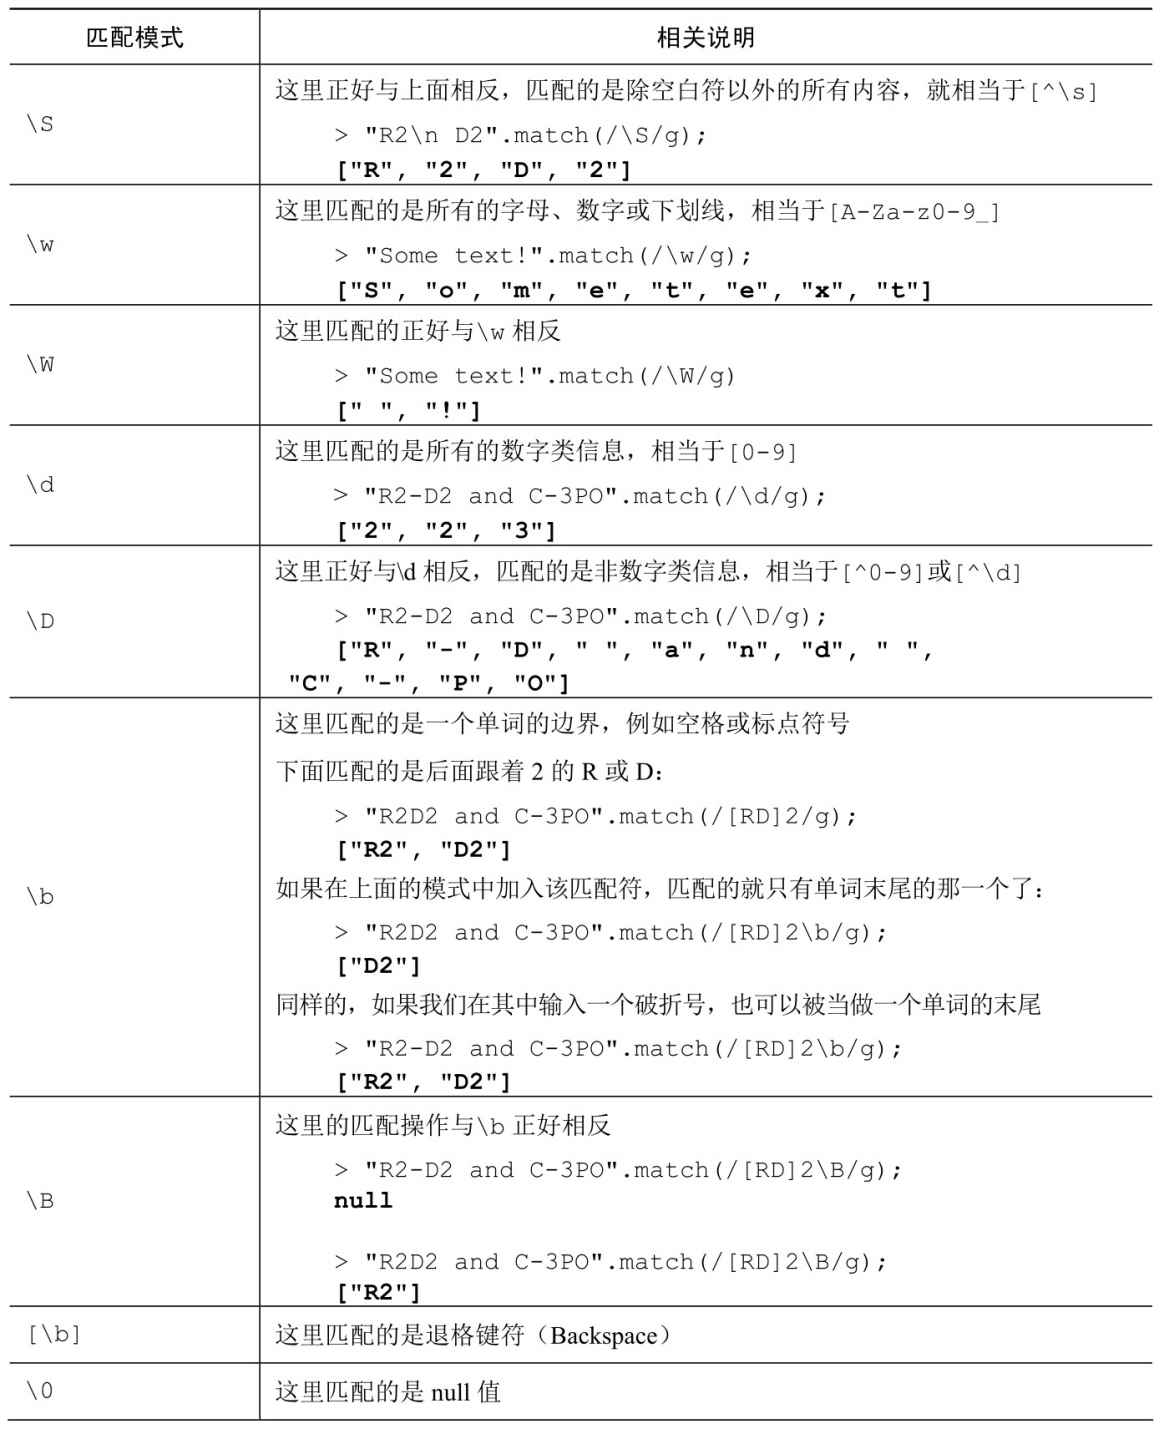 匹配模式 相关说明
\S
这里正好与上面相反，匹配的是除空白符以外的所有内容，就相当于[^\s]
> "R2\n D2".match(/\S/g);
["R", "2", "D", "2"]
\w
这里匹配的是所有的字母、数字或下划线，相当于[A-Za-z0-9_]
> "Some text!".match(/\w/g);
["S", "o", "m", "e", "t", "e", "x", "t"]
\W
这里匹配的正好与\w 相反
> "Some text!".match(/\W/g)
[" ", "!"]
\d
这里匹配的是所有的数字类信息，相当于[0-9]
> "R2-D2 and C-3PO".match(/\d/g);
["2", "2", "3"]
\D
这里正好与\d 相反，匹配的是非数字类信息，相当于[^0-9]或[^\d]
> "R2-D2 and C-3PO".match(/\D/g);
["R", "-", "D", " ", "a", "n", "d", " ",
"C", "-", "P", "O"]
\b
这里匹配的是一个单词的边界，例如空格或标点符号
下面匹配的是后面跟着 2 的 R 或 D：
> "R2D2 and C-3PO".match(/[RD]2/g);
["R2", "D2"]
如果在上面的模式中加入该匹配符，匹配的就只有单词末尾的那一个了：
> "R2D2 and C-3PO".match(/[RD]2\b/g);
["D2"]
同样的，如果我们在其中输入一个破折号，也可以被当做一个单词的末尾
> "R2-D2 and C-3PO".match(/[RD]2\b/g);
["R2", "D2"]
\B
这里的匹配操作与\b 正好相反
> "R2-D2 and C-3PO".match(/[RD]2\B/g);
null
> "R2D2 and C-3PO".match(/[RD]2\B/g);
["R2"]
[\b]
这里匹配的是退格键符（Backspace）
\0
这里匹配的是 null 值